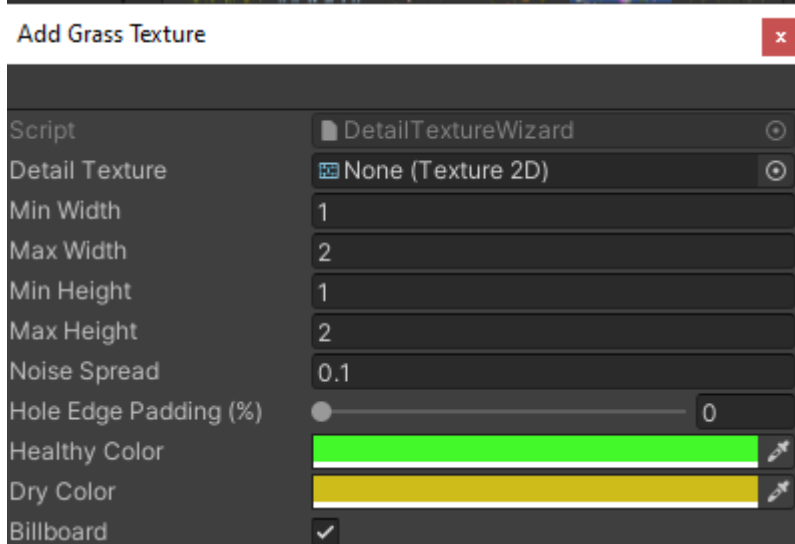 Add Grass Texture
x
Script DetailTextureWizard
Detail Texture None (Texture 2D)
Min Width 1
Max Width 2
Min Height 1
Max Height 2
Noise Spread 0.1
Hole Edge Padding (%) 0
Healthy Color
Dry Color
Billboard